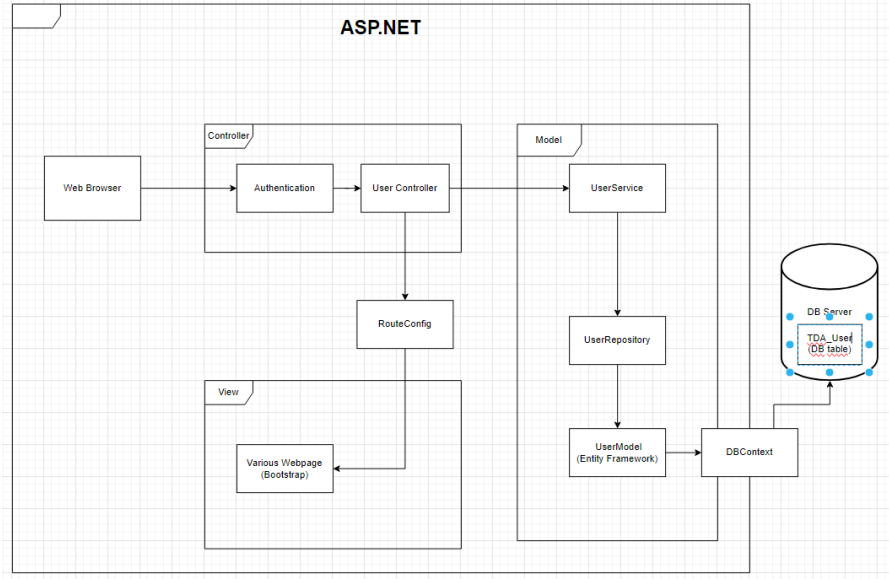 ASP.NET
Controller
Model
Web Browser
Authentication
User Controller
UserService
DB Server
TDA_User
(DB table)
RouteConfig
UserRepository
View
Various Webpage
(Bootstrap)
UserModel
(Entity Framework)
DBContext